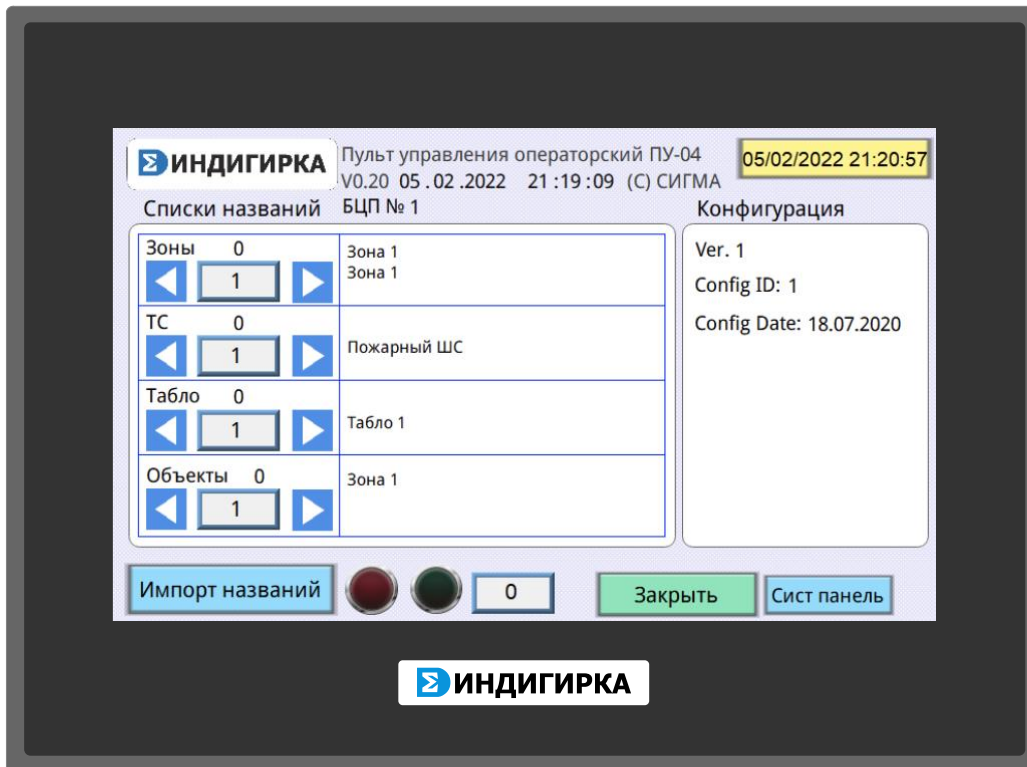 ИНДИГИРКА
Пульт управления операторский ПУ-04
05/02/2022 21:20:57
V0.20 05.02.2022 21:19:09 (С) СИГМА
Списки названий
БЦП № 1
Конфигурация
Зоны 0
1
Зона 1
Зона 1
ТС 0
1
Пожарный ШС
Табло 0
1
Табло 1
Объекты 0
1
Зона 1
Ver. 1
Config ID: 1
Config Date: 18.07.2020
Импорт названий
0
Закрыть
Сист панель
ИНДИГИРКА